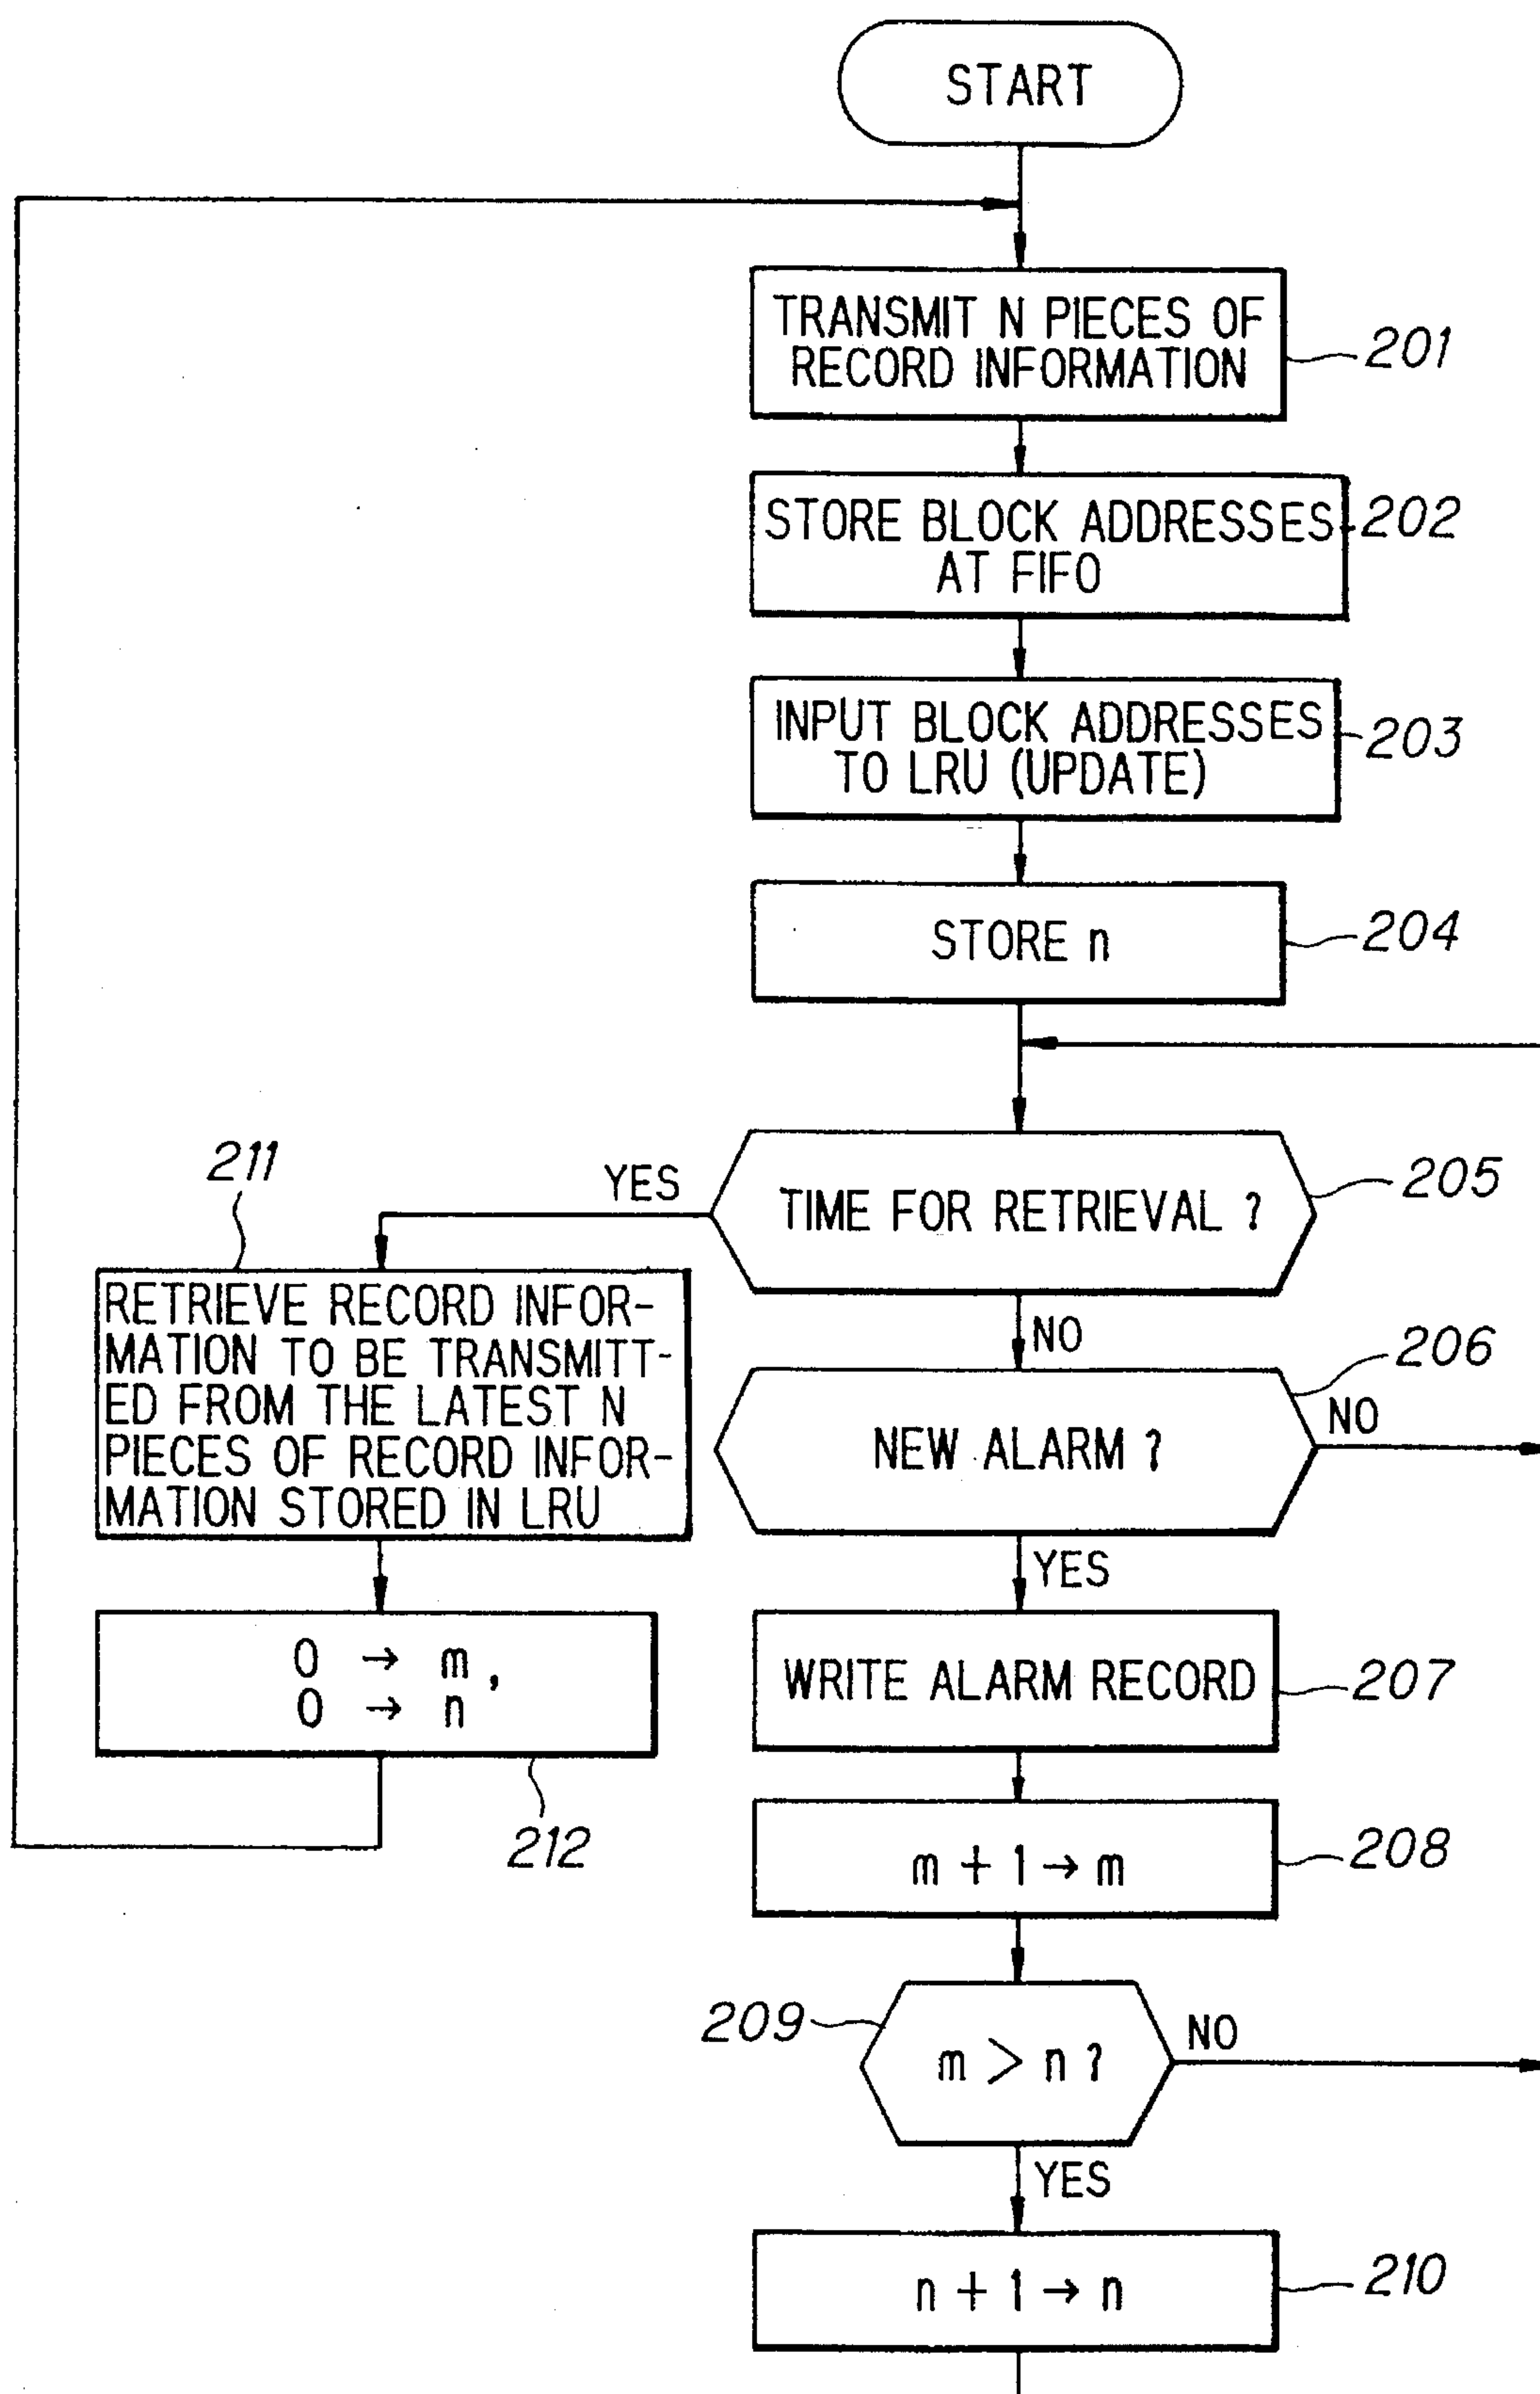 START
TRANSMIT N PIECES OF
RECORD INFORMATION
201
STORE BLOCK ADDRESSES
AT FIFO
202
INPUT BLOCK ADDRESSES
TO LRU (UPDATE)
203
STORE n
204
TIME FOR RETRIEVAL ?
205
YES
NO
211
RETRIEVE RECORD INFOR-
MATION TO BE TRANSMITT-
ED FROM THE LATEST N
PIECES OF RECORD INFOR-
MATION STORED IN LRU
NEW ALARM ?
206
NO
YES
0 → m ,
0 → n
212
WRITE ALARM RECORD
207
m + 1 → m
208
209
m > n ?
NO
YES
n + 1 → n
210